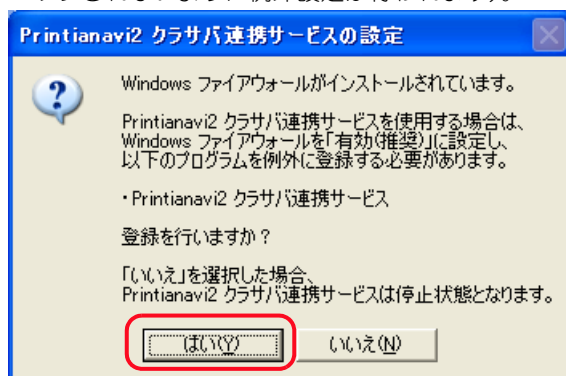 Printianavi2 クラサバ連携サービスの設定
Windows ファイアウォールがインストールされています。
Printianavi2 クラサバ連携サービスを使用する場合は、
Windows ファイアウォールを「有効(推奨)」に設定し、
以下のプログラムを例外に登録する必要があります。
・Printianavi2 クラサバ連携サービス
登録を行いますか？
「いいえ」を選択した場合、
Printianavi2 クラサバ連携サービスは停止状態となります。
はい(Y) いいえ(N)